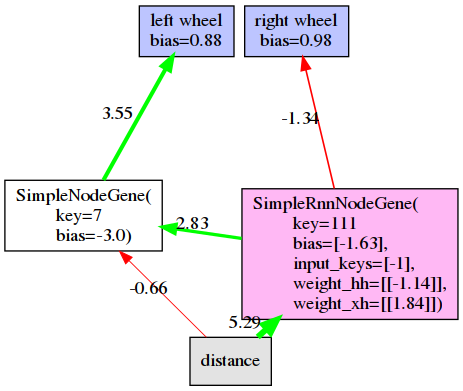 left wheel
bias=0.88
right wheel
bias=0.98
3.55
-1.34
SimpleNodeGene(
key=7
bias=-3.0)
2.83
SimpleRnnNodeGene(
key=111
bias=[-1.63],
input_keys=[-1],
weight_hh=[[-1.14]],
weight_xh=[[1.84]])
-0.66
5.29
distance